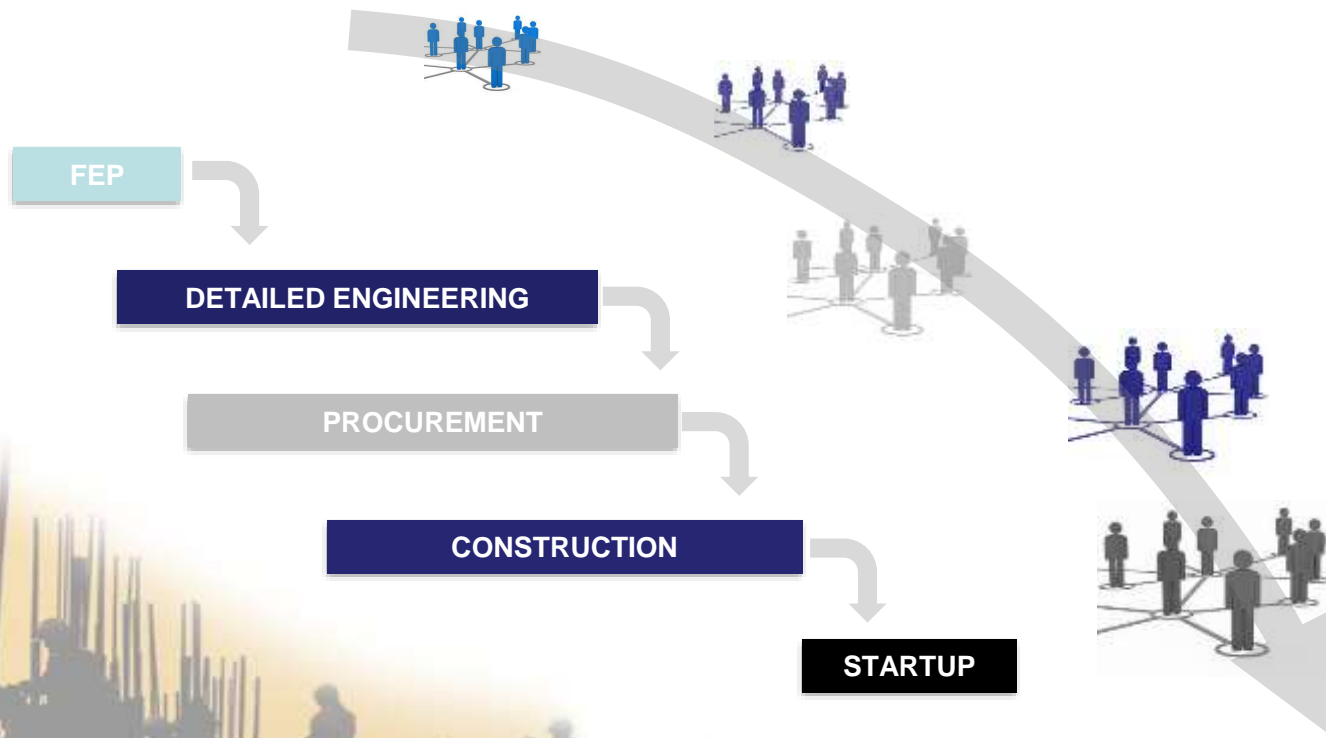 FEP
DETAILED ENGINEERING
PROCUREMENT
CONSTRUCTION
STARTUP